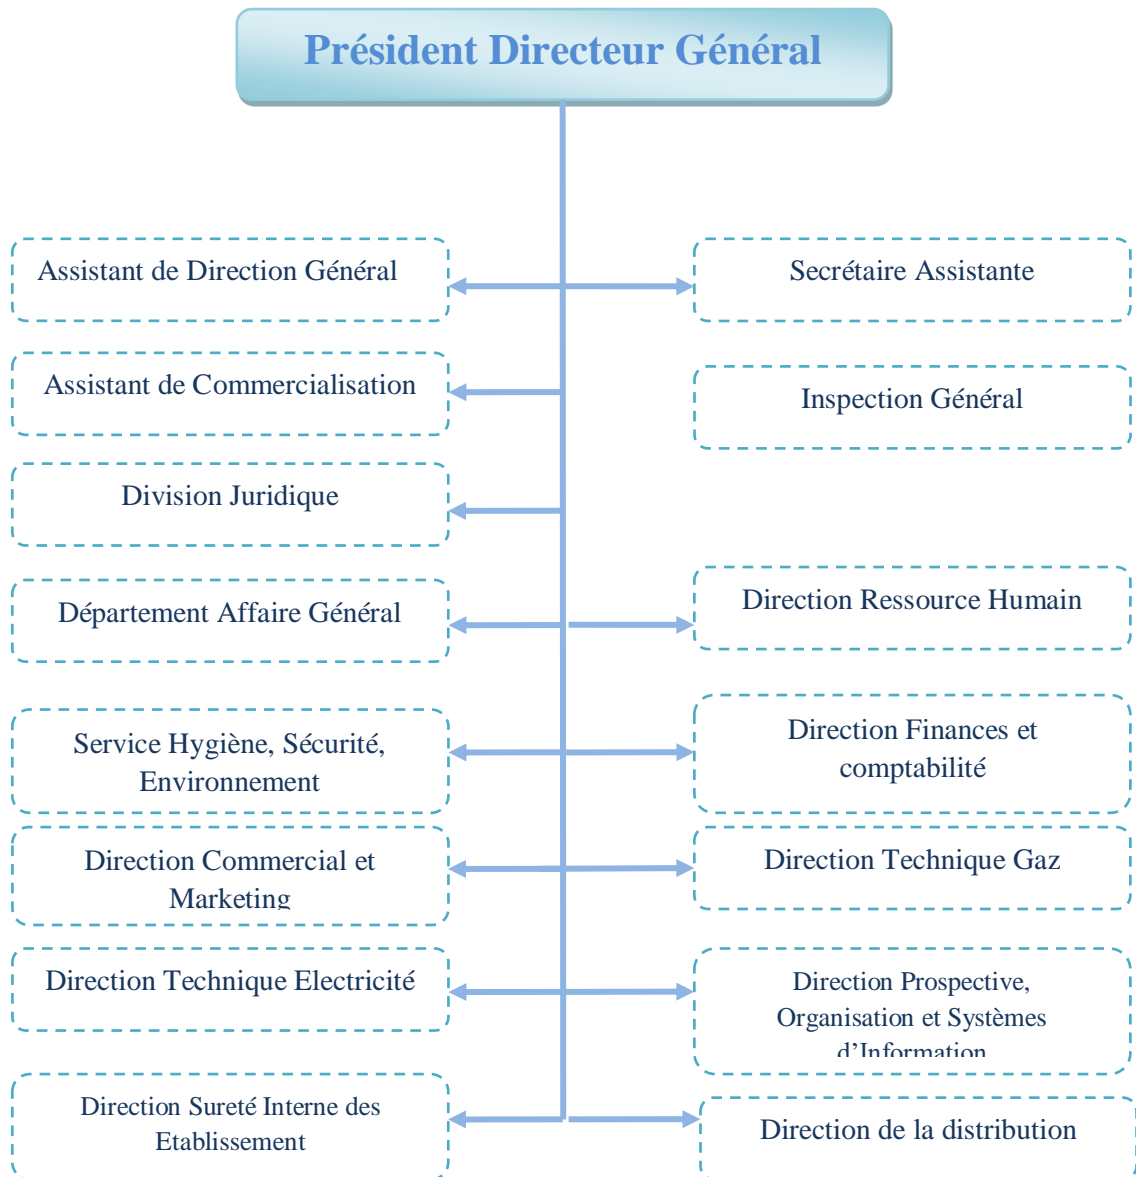 Président Directeur Général
Assistant de Direction Général
Secrétaire Assistante
Assistant de Commercialisation
Inspection Général
Division Juridique
Département Affaire Général
Direction Ressource Humain
Service Hygiène, Sécurité,
Environnement
Direction Finances et
comptabilité
Direction Commercial et
Marketing
Direction Technique Gaz
Direction Technique Electricité
Direction Prospective,
Organisation et Systèmes
d’Information
Direction Sureté Interne des
Etablissement
Direction de la distribution